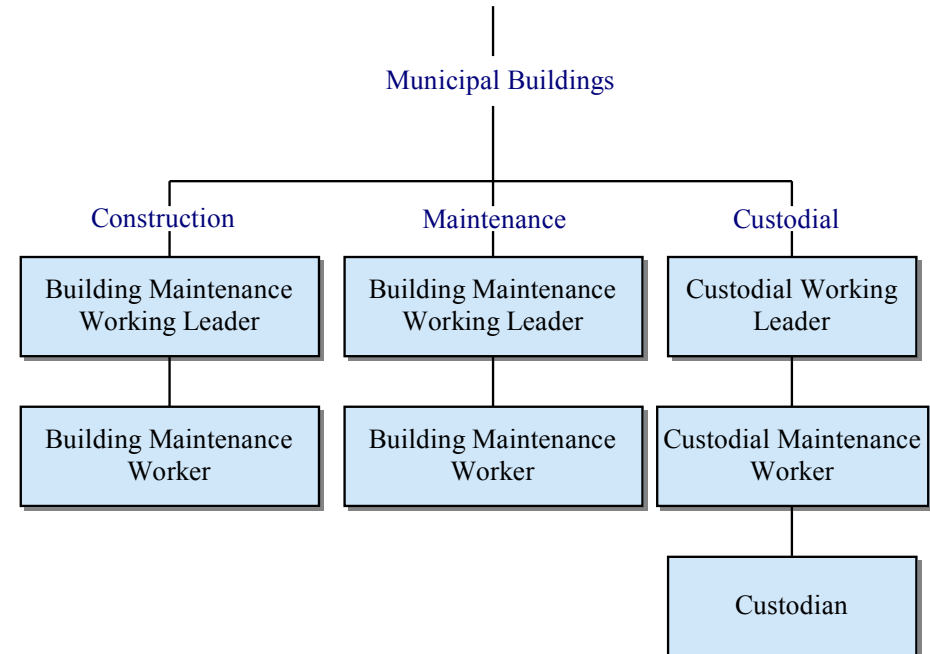 Municipal Buildings
Construction
Maintenance
Custodial
Building Maintenance
Working Leader
Building Maintenance
Working Leader
Custodial Working
Leader
Building Maintenance
Worker
Building Maintenance
Worker
Custodial Maintenance
Worker
Custodian